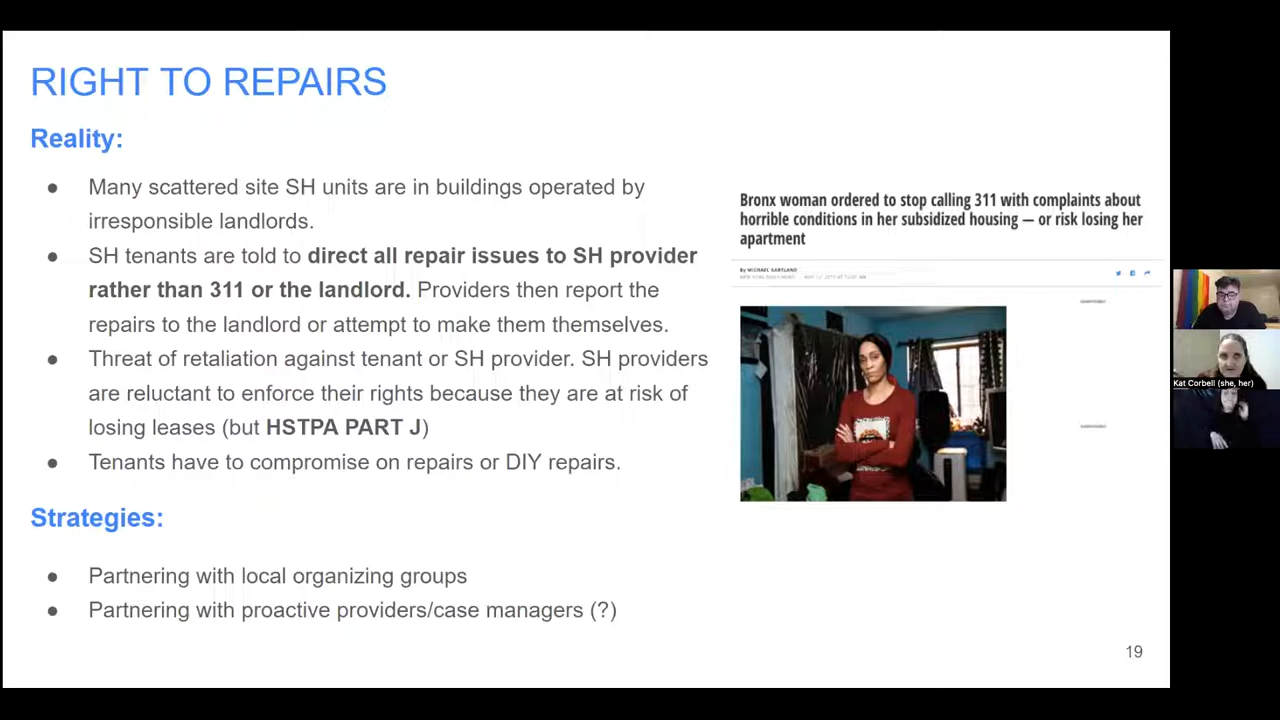 RIGHT TO REPAIRS
Reality:
● Many scattered site SH units are in buildings operated by
irresponsible landlords.
● SH tenants are told to direct all repair issues to SH provider
rather than 311 or the landlord. Providers then report the
repairs to the landlord or attempt to make them themselves.
● Threat of retaliation against tenant or SH provider. SH providers
are reluctant to enforce their rights because they are at risk of
losing leases (but HSTPA PART J)
● Tenants have to compromise on repairs or DIY repairs.
Strategies:
● Partnering with local organizing groups
● Partnering with proactive providers/case managers (?)
Bronx woman ordered to stop calling 311 with complaints about
horrible conditions in her subsidized housing — or risk losing her
apartment
By MICHAEL GARTLAND
19
Kat Corbell (she, her)